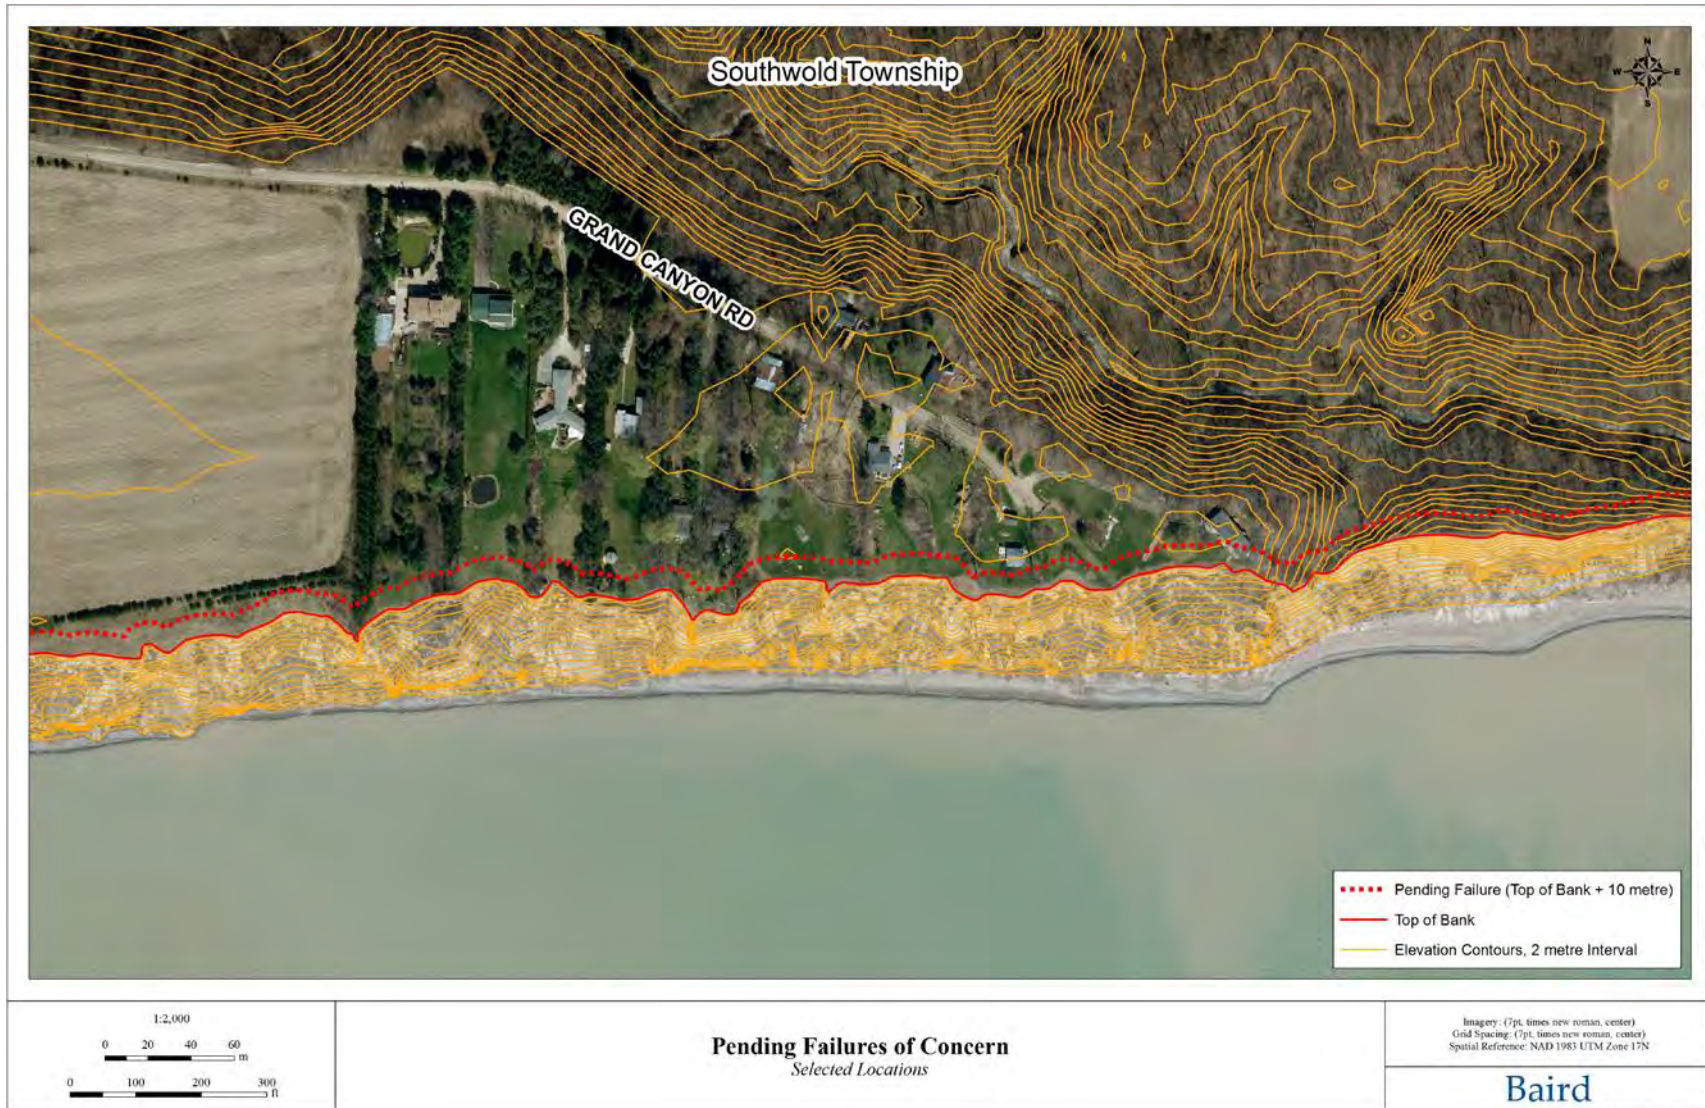 Southwold Township
N
W E
S
GRAND CANYON RD
Pending Failure (Top of Bank + 10 metre)
Top of Bank
Elevation Contours, 2 metre Interval
1:2,000
0 20 40 60
m
0 100 200 300
ft
Pending Failures of Concern
Selected Locations
Imagery: (7pt, times new roman, center)
Grid Spacing: (7pt, times new roman, center)
Spatial Reference: NAD 1983 UTM Zone 17N
Baird